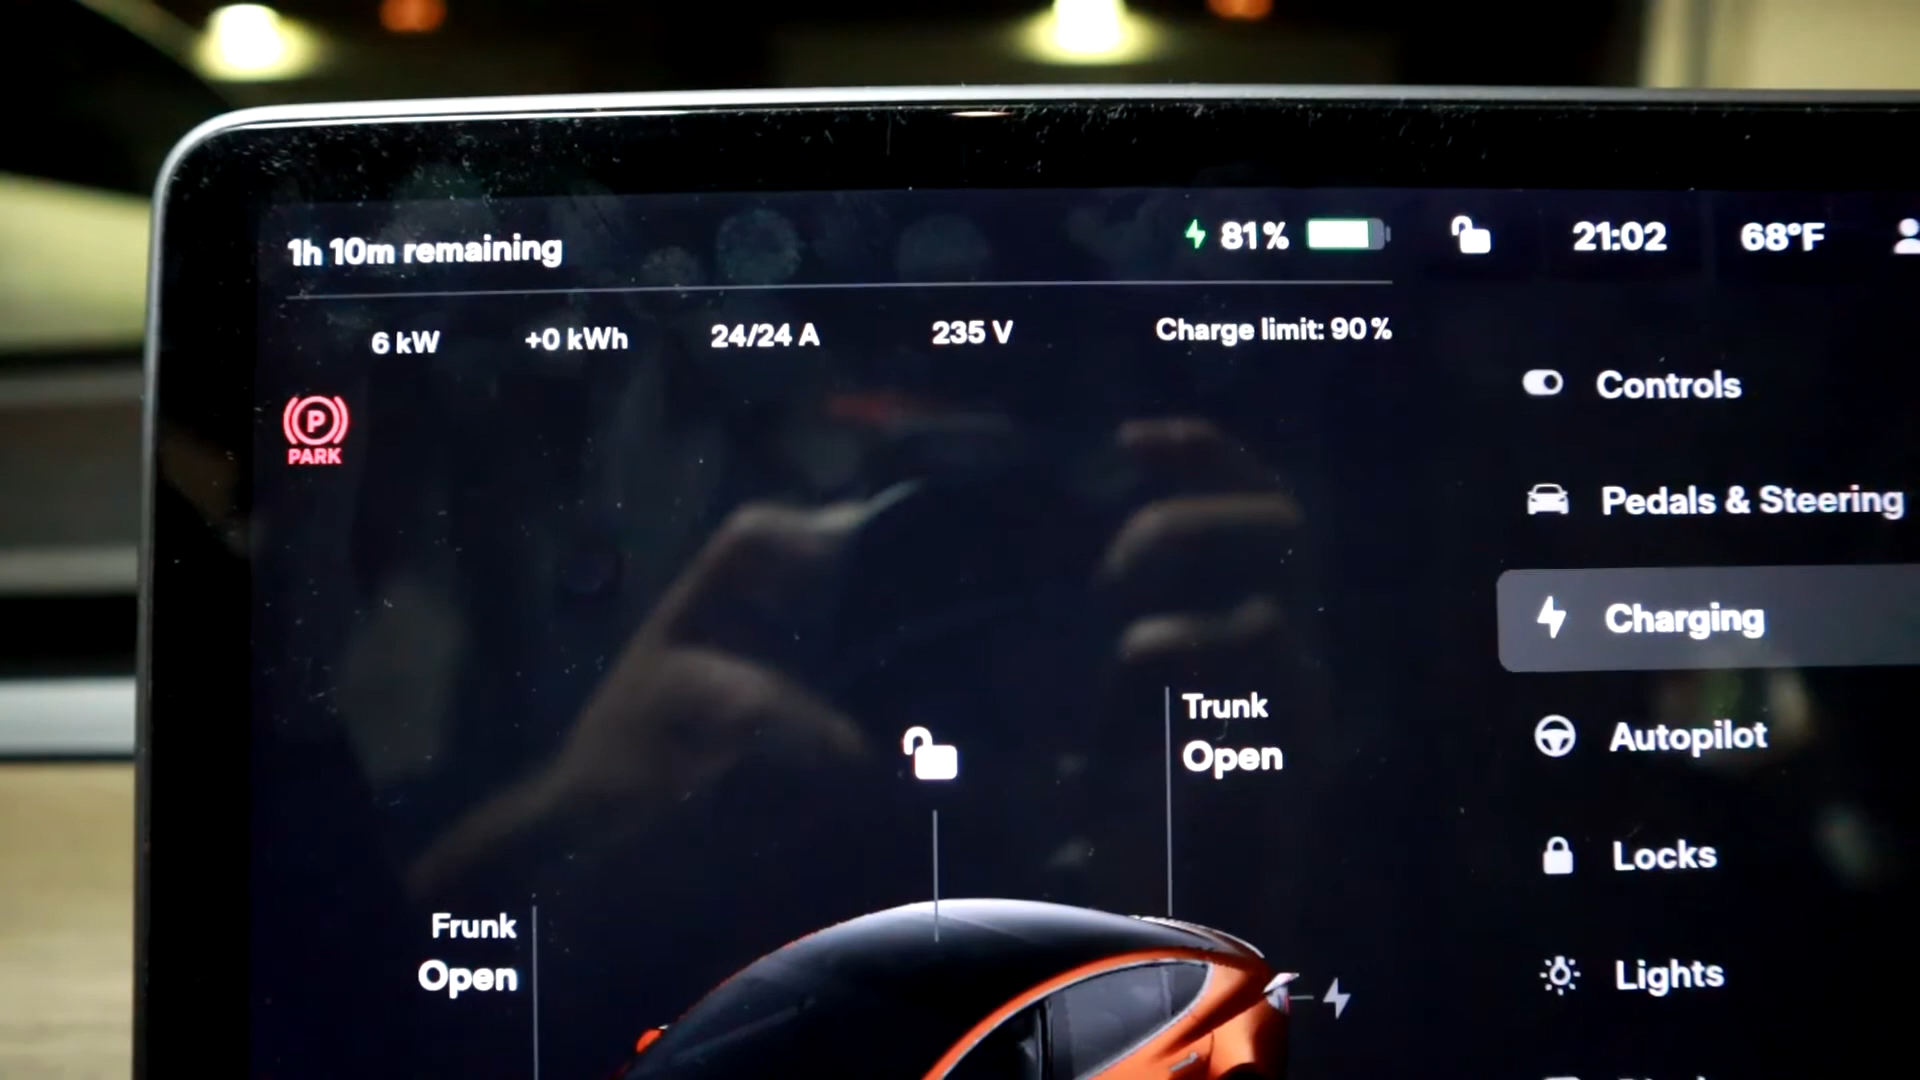 1h 10m remaining
81%
21:02
68°F
6 kW
+0 kWh
24/24 A
235 V
Charge limit: 90%
P
PARK
Controls
Pedals & Steering
Charging
Autopilot
Locks
Lights
Trunk
Open
Frunk
Open